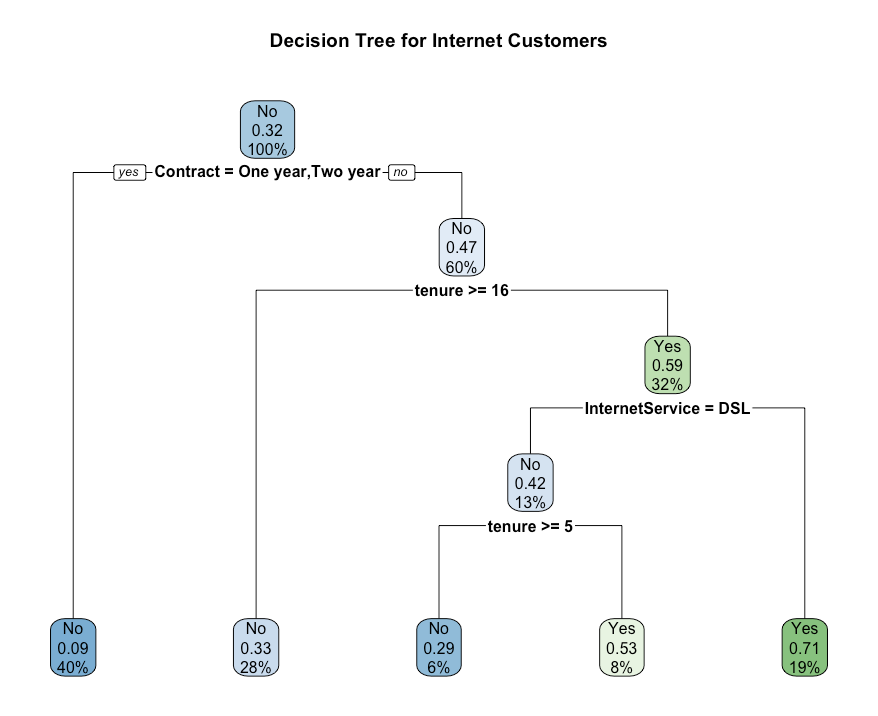 Decision Tree for Internet Customers
No
0.32
100%
yes Contract = One year,Two year no
No
0.47
60%
tenure >= 16
Yes
0.59
32%
InternetService = DSL
No
0.42
13%
tenure >= 5
No
0.09
40%
No
0.33
28%
No
0.29
6%
Yes
0.53
8%
Yes
0.71
19%